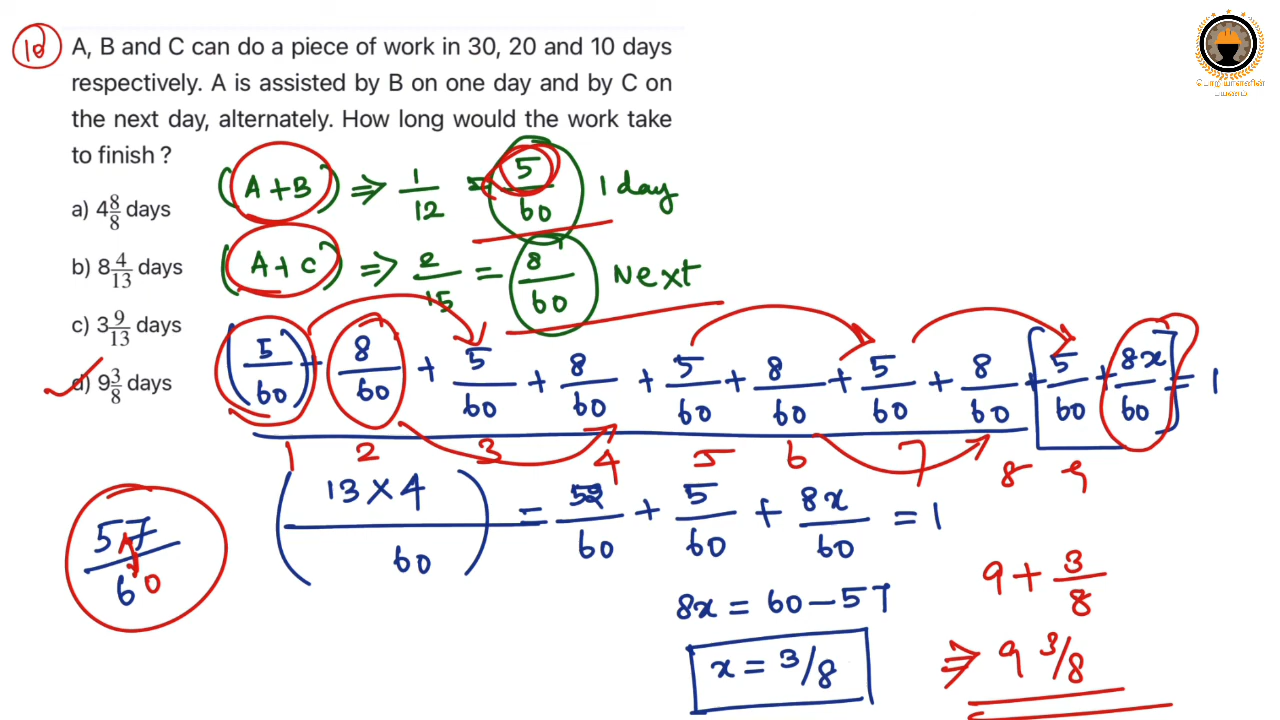 10
A, B and C can do a piece of work in 30, 20 and 10 days
respectively. A is assisted by B on one day and by C on
the next day, alternately. How long would the work take
to finish ?
a) 4 8/8 days
b) 8 4/13 days
c) 3 9/13 days
d) 9 3/8 days
(A+B) ⇒ 1/12 = 5/60 1 day
(A+C) ⇒ 2/15 = 8/60 Next
(5/60) + 8/60 + 5/60 + 8/60 + 5/60 + 8/60 + 5/60 + 8/60 + [5/60 + 8x/60] = 1
1 2 3 4 5 6 7 8 9
(13 × 4/60) = 52/60 + 5/60 + 8x/60 = 1
57/60
8x = 60 - 57
x = 3/8
9 + 3/8
⇒ 9 3/8
பொறியாளனின்
பயணம்